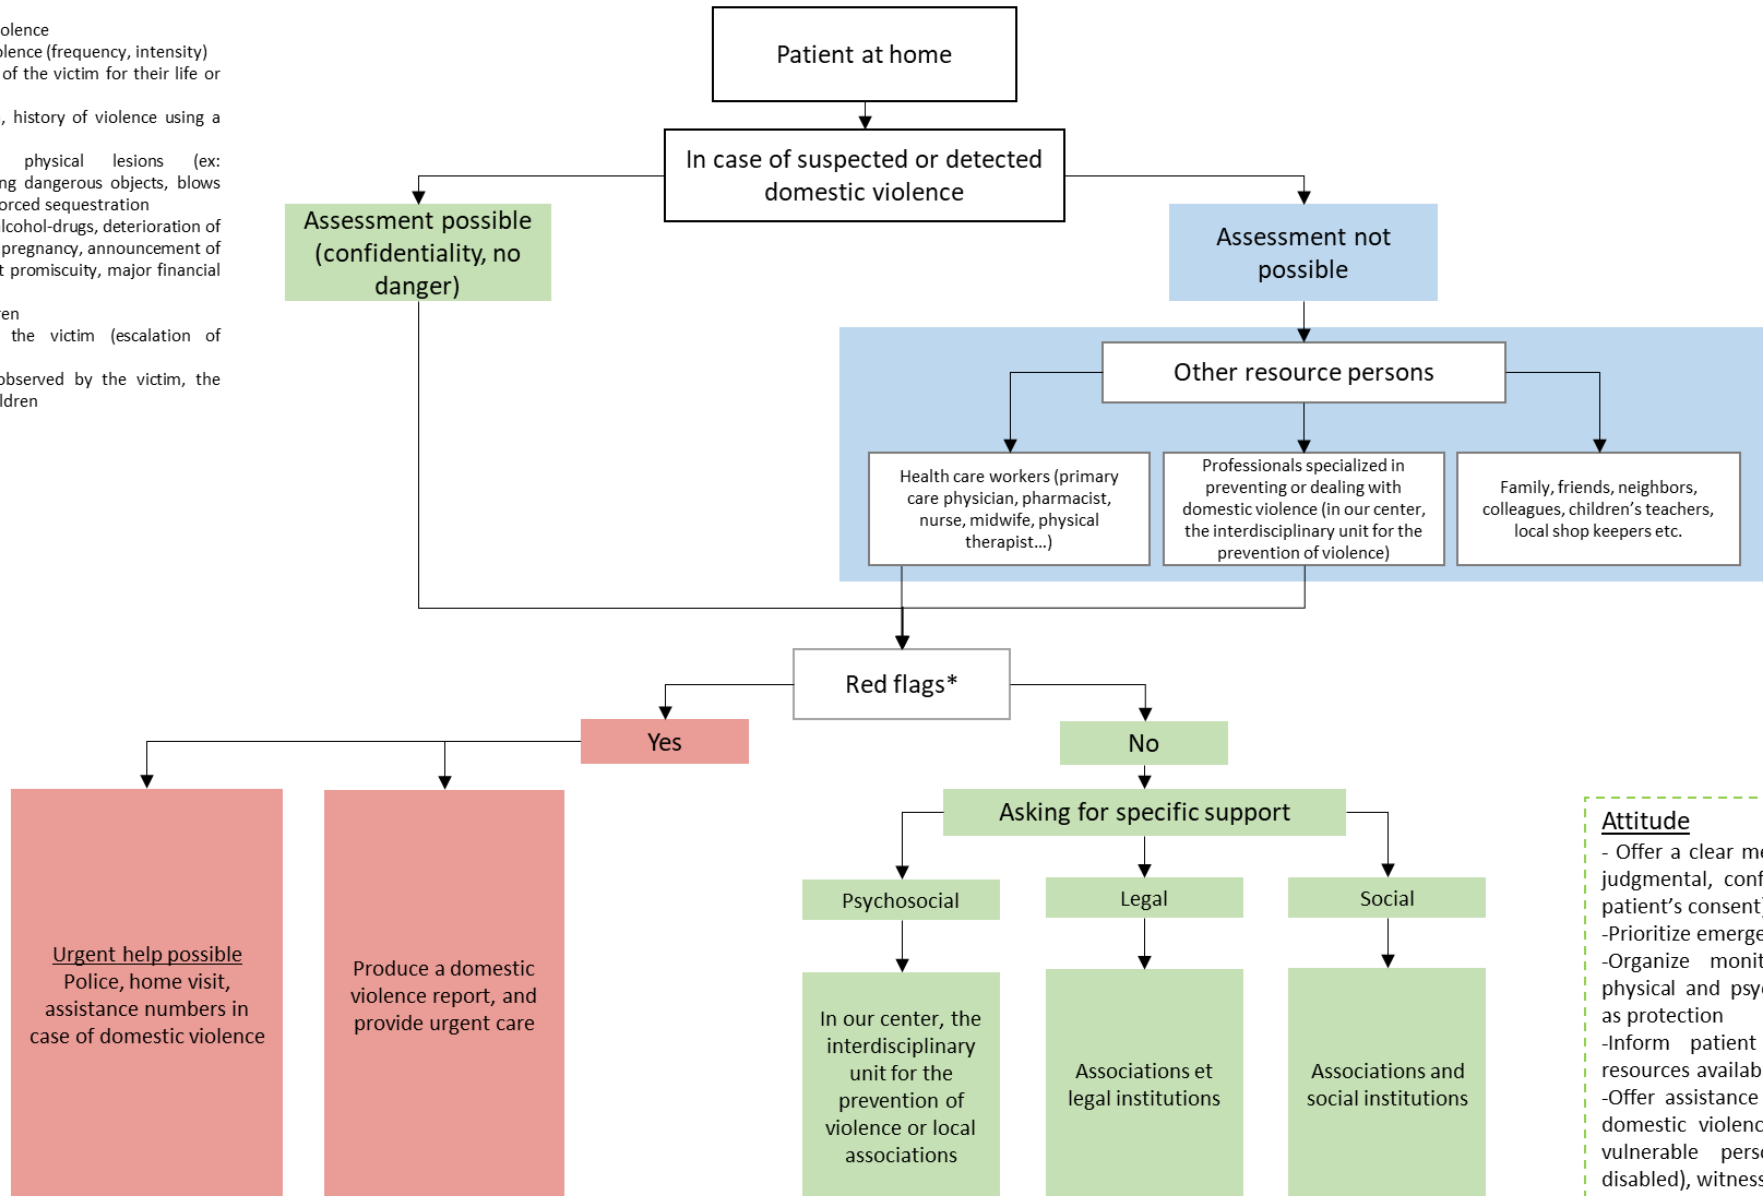 olence
olence (frequency, intensity)
of the victim for their life or
, history of violence using a
physical lesions (ex:
ng dangerous objects, blows
orced sequestration
alcohol-drugs, deterioration of
pregnancy, announcement of
t promiscuity, major financial
ren
the victim (escalation of
observed by the victim, the
ldren
Patient at home
In case of suspected or detected
domestic violence
Assessment possible
(confidentiality, no
danger)
Assessment not
possible
Other resource persons
Health care workers (primary
care physician, pharmacist,
nurse, midwife, physical
therapist...)
Professionals specialized in
preventing or dealing with
domestic violence (in our center,
the interdisciplinary unit for the
prevention of violence)
Family, friends, neighbors,
colleagues, children's teachers,
local shop keepers etc.
Red flags*
Yes
No
Urgent help possible
Police, home visit,
assistance numbers in
case of domestic violence
Produce a domestic
violence report, and
provide urgent care
Asking for specific support
Psychosocial
Legal
Social
In our center, the
interdisciplinary
unit for the
prevention of
violence or local
associations
Associations et
legal institutions
Associations and
social institutions
Attitude
- Offer a clear me
judgmental, conf
patient's consent)
-Prioritize emerge
-Organize monit
physical and psyc
as protection
-Inform patient
resources availab
-Offer assistance
domestic violenc
vulnerable perso
disabled), witness